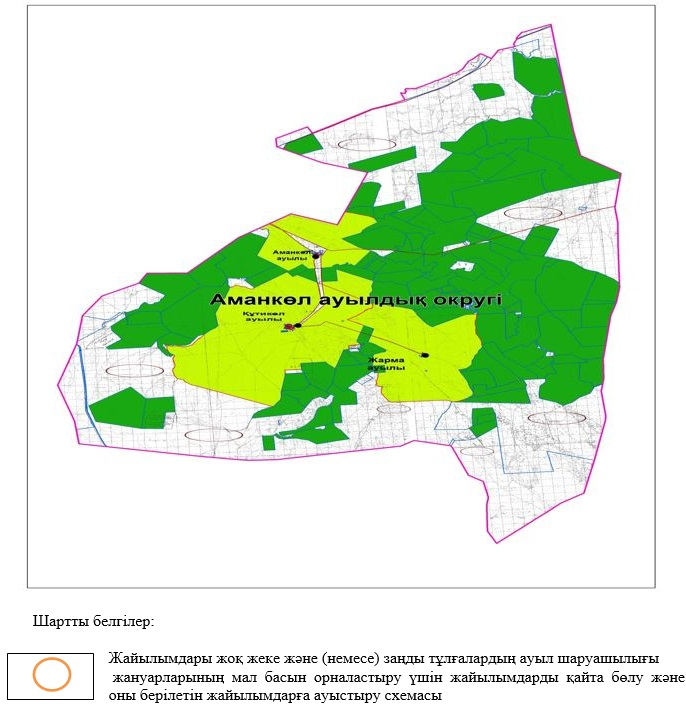 Аманкөл
ауылы
Аманкөл ауылдық округі
Құтикөл
ауылы
Жарма
ауылы
Шартты белгілер:
Жайылымдары жоқ жеке және (немесе) заңды тұлғалардың ауыл шаруашылығы
жануарларының мал басын орналастыру үшін жайылымдарды қайта бөлу және
оны берілетін жайылымдарға ауыстыру схемасы